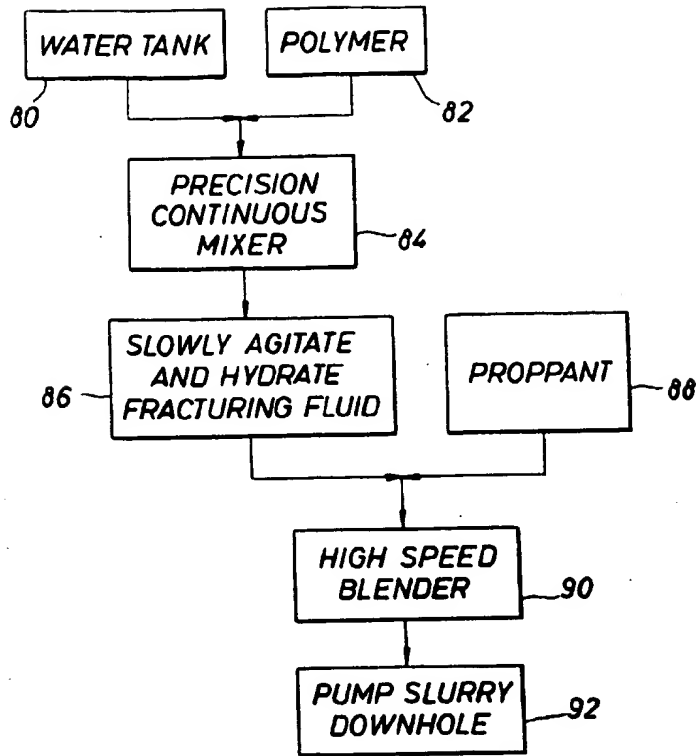 WATER TANK
POLYMER
80
82
PRECISION
CONTINUOUS
MIXER
84
SLOWLY AGITATE
AND HYDRATE
FRACTURING FLUID
86
PROPPANT
88
HIGH SPEED
BLENDER
90
PUMP SLURRY
DOWNHOLE
92